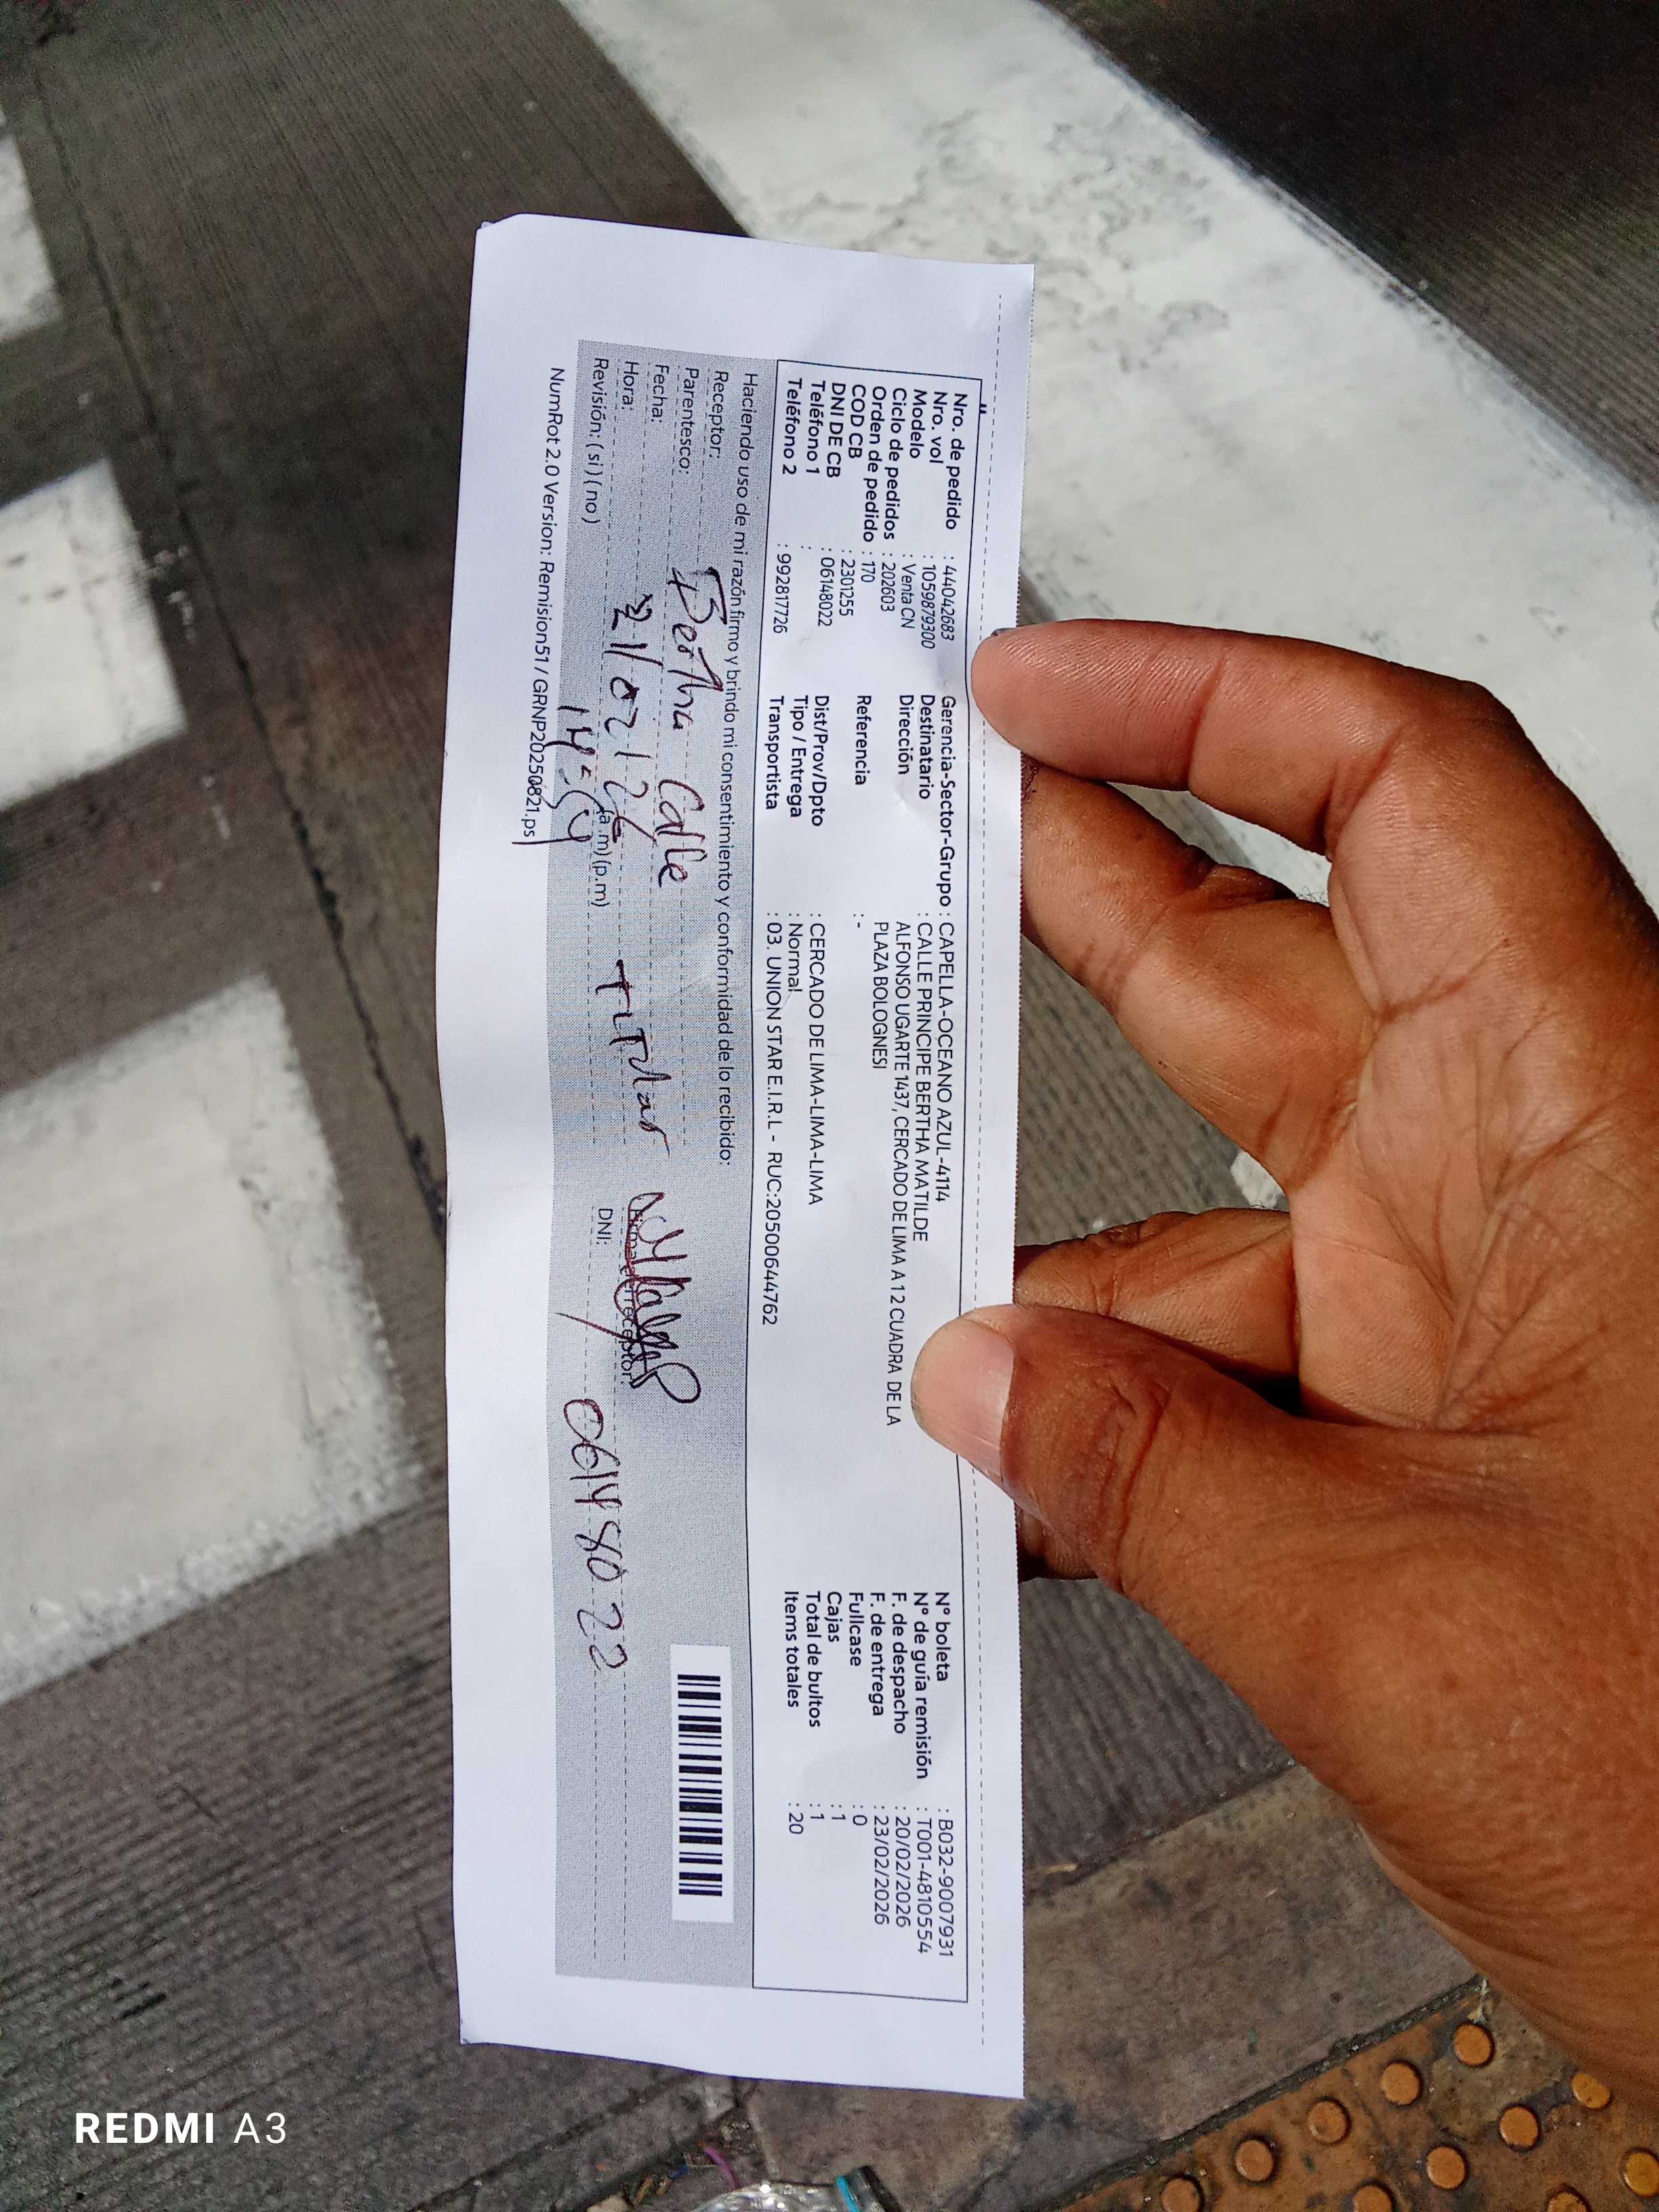 Nro. de pedido : 44042683
Nro. vol : 1059879300
Modelo : Venta CN
Ciclo de pedidos : 202603
Orden de pedido : 170
COD CB : 2301255
DNI DE CB : 06148022
Teléfono 1 :
Teléfono 2 : 992817726
Gerencia-Sector-Grupo : CAPELLA-OCEANO AZUL-4114
Destinatario : CALLE PRINCIPE BERTHA MATILDE
Dirección ALFONSO UGARTE 1437, CERCADO DE LIMA A 1 2 CUADRA DE LA
PLAZA BOLOGNESI
Referencia : -
Dist/Prov/Dpto : CERCADO DE LIMA-LIMA-LIMA
Tipo / Entrega : Normal
Transportista : 03. UNION STAR E.I.R.L - RUC:20500644762
N° boleta : B032-9007931
N° de guía remisión : T001-4810554
F. de despacho : 20/02/2026
F. de entrega : 23/02/2026
Fullcase : 0
Cajas : 1
Total de bultos : 1
Items totales : 20
Haciendo uso de mi razón firmo y brindo mi consentimiento y conformidad de lo recibido:
Receptor:
Parentesco: Bertha Calle
Fecha: 21/02/26 Titular
Hora: (a.m) (p.m)
Firma del receptor:
Revisión: ( si ) ( no )
DNI: 06148022
NumRot 2.0 Version: Remision51 / GRNP20250821.ps
REDMI A3